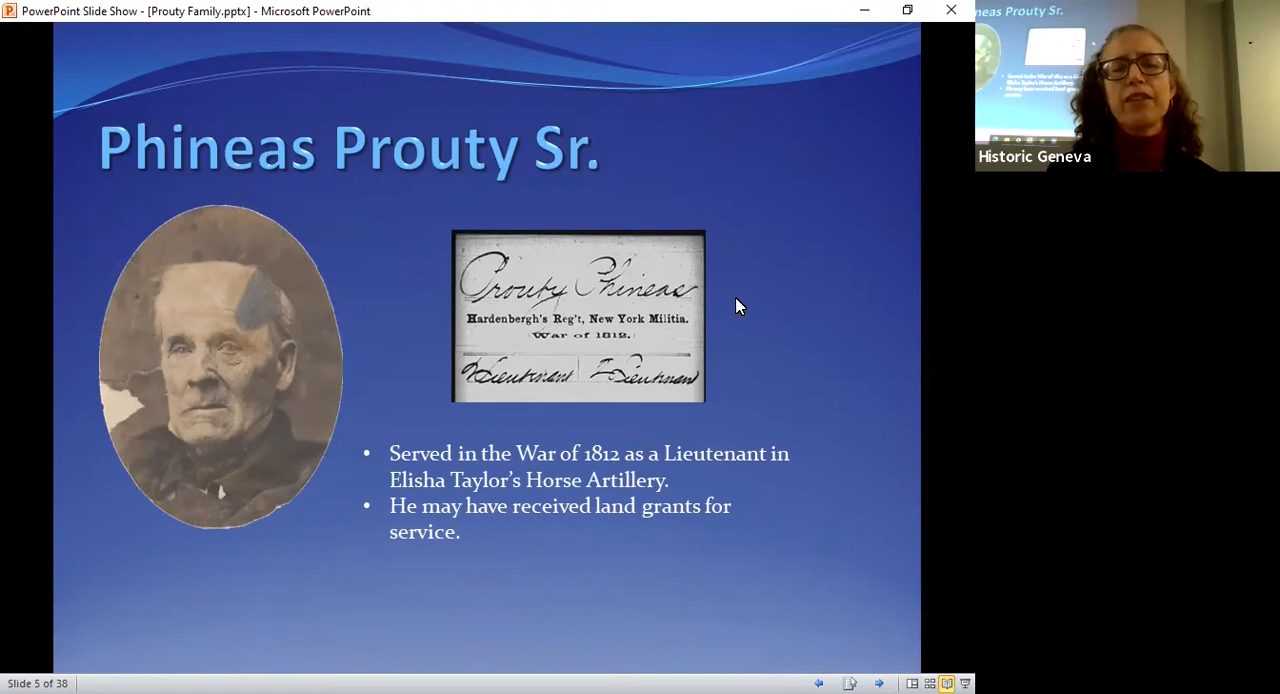 PowerPoint Slide Show - [Prouty Family.pptx] - Microsoft PowerPoint
Phineas Prouty Sr.
Prouty Phineas
Hardenbergh's Reg't, New York Militia.
(War of 1812.)
Lieutenant Lieutenant
• Served in the War of 1812 as a Lieutenant in
Elisha Taylor's Horse Artillery.
• He may have received land grants for
service.
neas Prouty Sr.
Historic Geneva
Slide 5 of 38